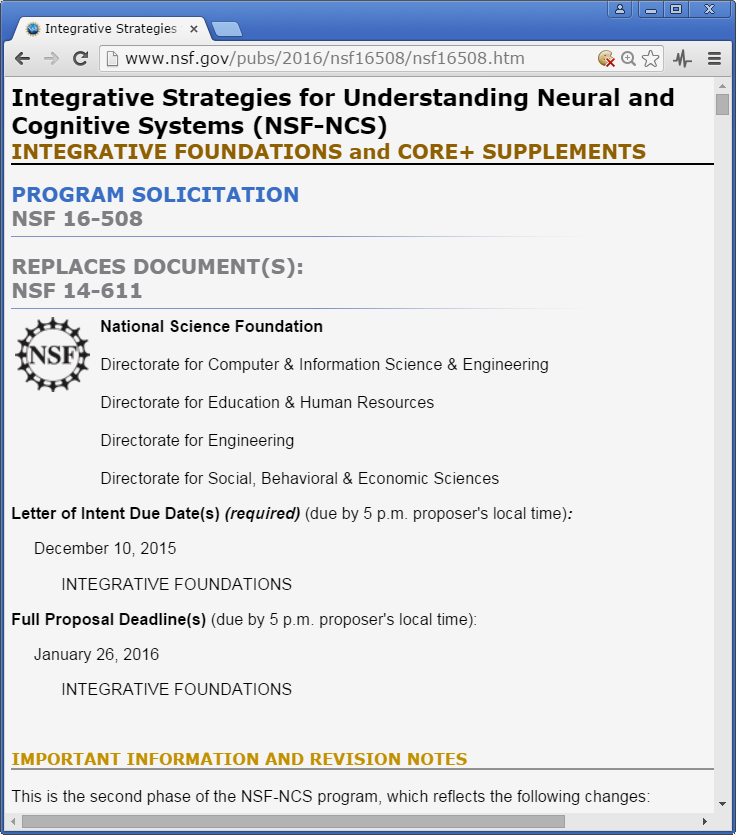 Integrative Strategies
www.nsf.gov/pubs/2016/nsf16508/nsf16508.htm
Integrative Strategies for Understanding Neural and
Cognitive Systems (NSF-NCS)
INTEGRATIVE FOUNDATIONS and CORE+ SUPPLEMENTS
PROGRAM SOLICITATION
NSF 16-508
REPLACES DOCUMENT(S):
NSF 14-611
NSF
National Science Foundation
Directorate for Computer & Information Science & Engineering
Directorate for Education & Human Resources
Directorate for Engineering
Directorate for Social, Behavioral & Economic Sciences
Letter of Intent Due Date(s) (required) (due by 5 p.m. proposer's local time):
December 10, 2015
INTEGRATIVE FOUNDATIONS
Full Proposal Deadline(s) (due by 5 p.m. proposer's local time):
January 26, 2016
INTEGRATIVE FOUNDATIONS
IMPORTANT INFORMATION AND REVISION NOTES
This is the second phase of the NSF-NCS program, which reflects the following changes: